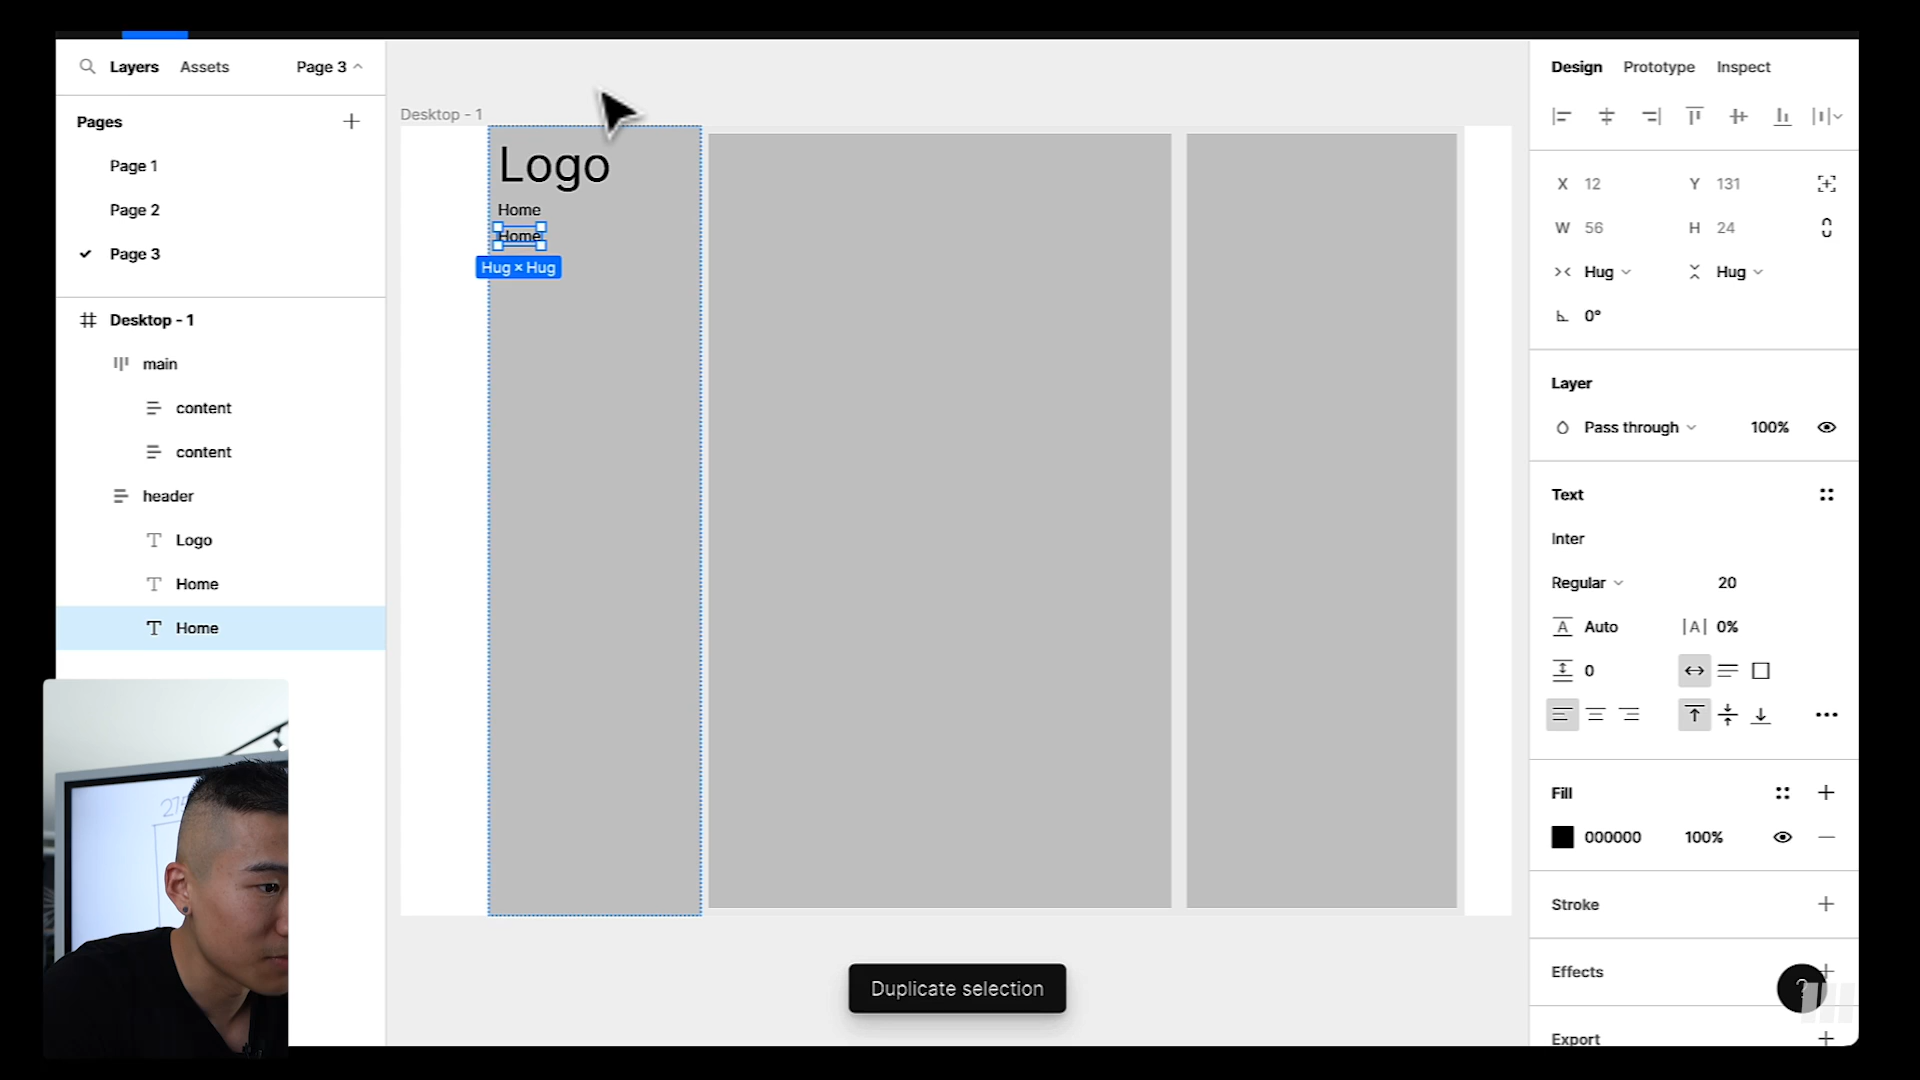 Layers Assets Page 3
Pages
Page 1
Page 2
Page 3
Desktop - 1
main
content
content
header
Logo
Home
Home
Desktop - 1
Logo
Home
Home
Hug × Hug
Duplicate selection
Design Prototype Inspect
X 12 Y 131
W 56 H 24
Hug Hug
0°
Layer
Pass through 100%
Text
Inter
Regular 20
A Auto |A| 0%
0
Fill
000000 100%
Stroke
Effects
?
Export